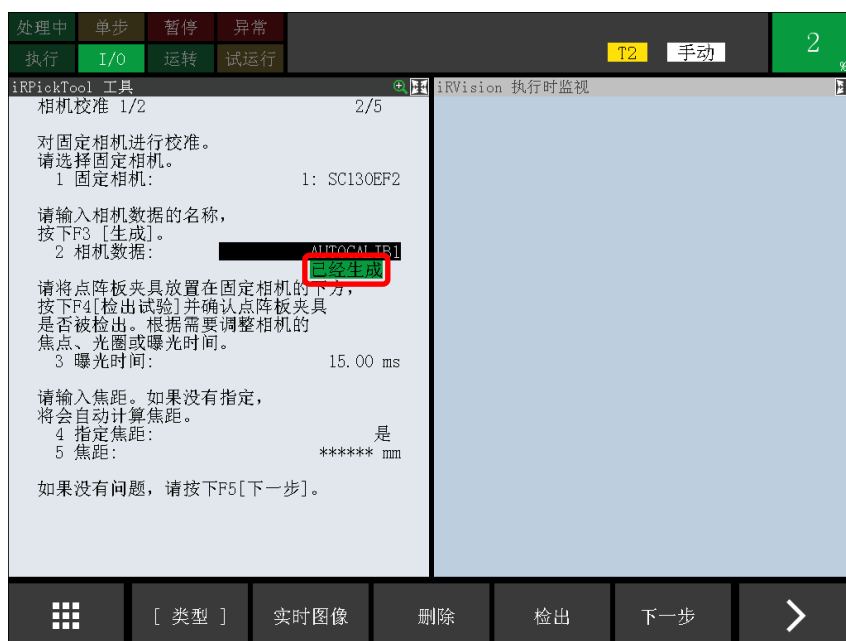 处理中 单步 暂停 异常
执行 I/O 运转 试运行
T2 手动
2
%
iRPickTool 工具
iRVision 执行时监视
相机校准 1/2 2/5
对固定相机进行校准。
请选择固定相机。
1 固定相机: 1: SC130EF2
请输入相机数据的名称,
按下F3 [生成]。
2 相机数据: AUTOCALIB1
已经生成
请将点阵板夹具放置在固定相机的下方,
按下F4[检出试验]并确认点阵板夹具
是否被检出。根据需要调整相机的
焦点、光圈或曝光时间。
3 曝光时间: 15.00 ms
请输入焦距。如果没有指定,
将会自动计算焦距。
4 指定焦距: 是
5 焦距: ****** mm
如果没有问题, 请按下F5[下一步]。
[ 类型 ] 实时图像 删除 检出 下一步